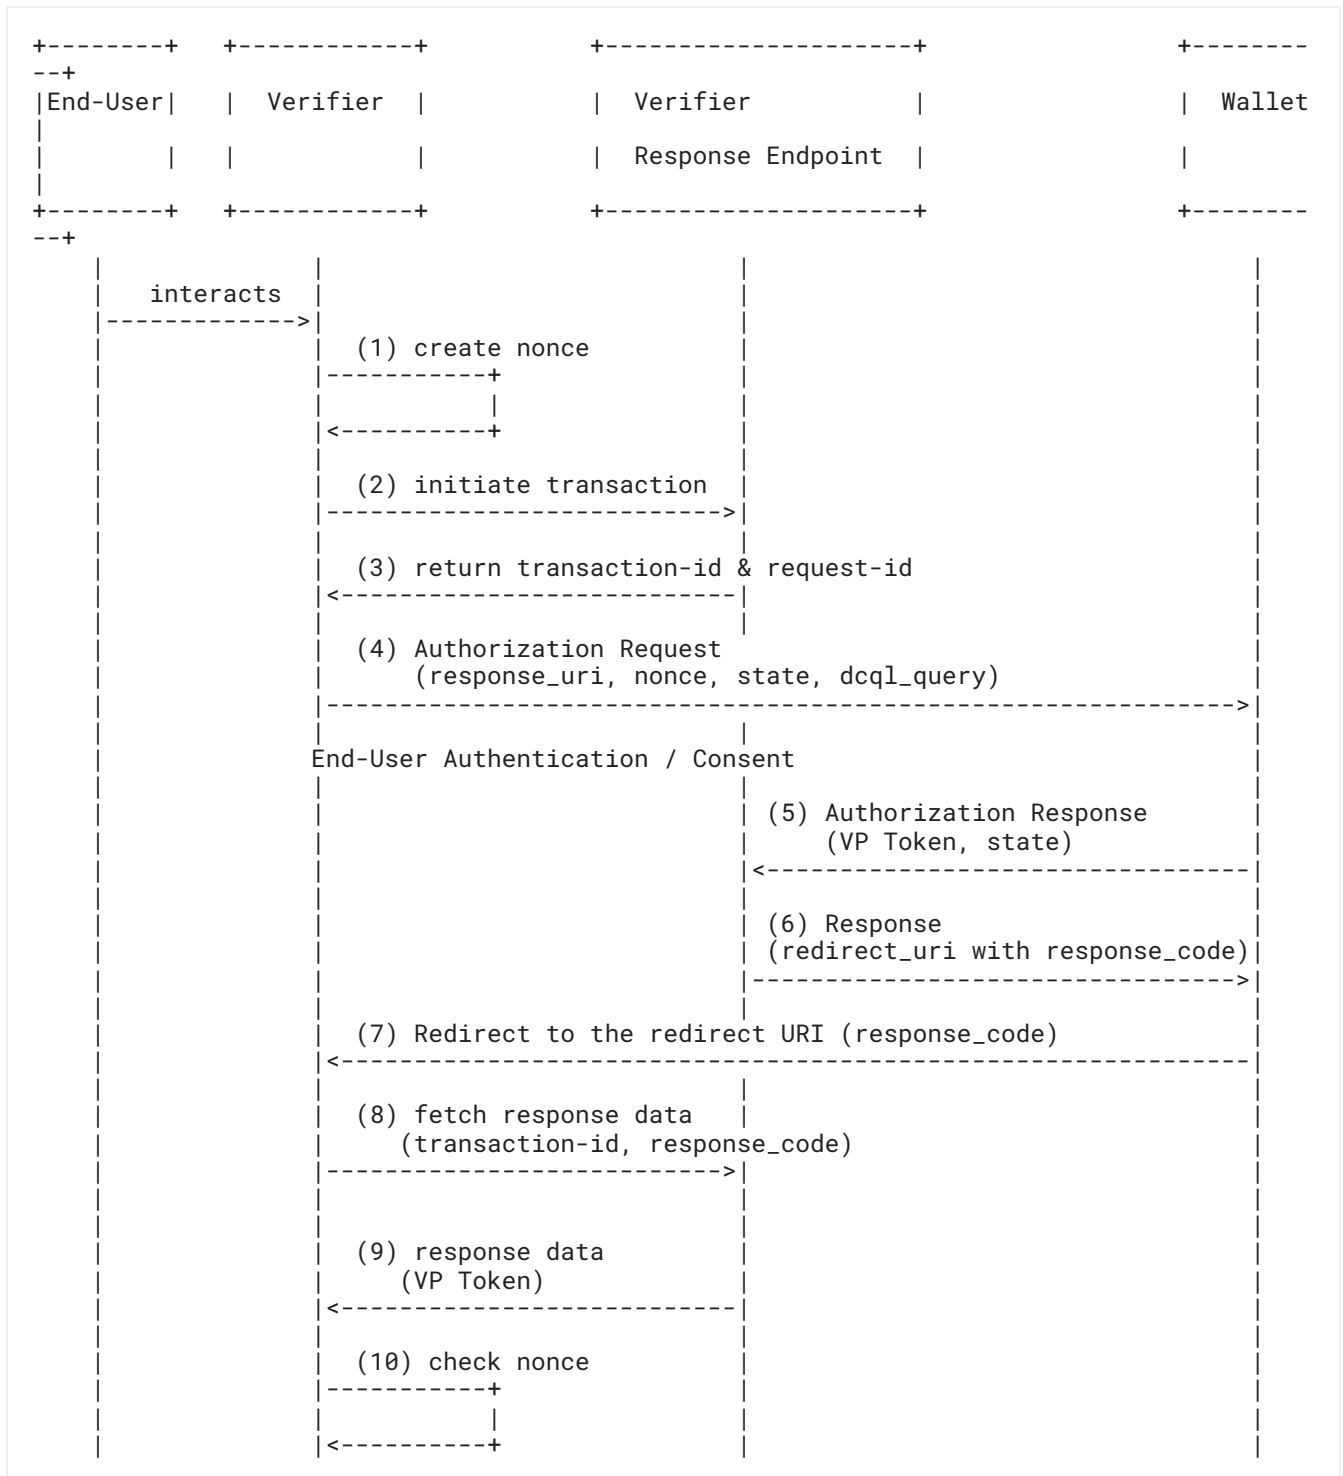 +--------+   +------------+           +----------------------+                 +--------
--+
|End-User|   |  Verifier  |           |  Verifier           |                 |  Wallet
|
|        |   |            |           |  Response Endpoint  |                 |
|
+--------+   +------------+           +----------------------+                 +--------
--+
interacts
------------->
(1) create nonce
-----------+
|
<----------+
(2) initiate transaction
--------------------------->
(3) return transaction-id & request-id
<---------------------------
(4) Authorization Request
(response_uri, nonce, state, dcql_query)
-------------------------------------------------------------->
End-User Authentication / Consent
(5) Authorization Response
(VP Token, state)
<---------------------------------
(6) Response
(redirect_uri with response_code)
--------------------------------->
(7) Redirect to the redirect URI (response_code)
<--------------------------------------------------------------
(8) fetch response data
(transaction-id, response_code)
--------------------------->
(9) response data
(VP Token)
<---------------------------
(10) check nonce
-----------+
|
<----------+